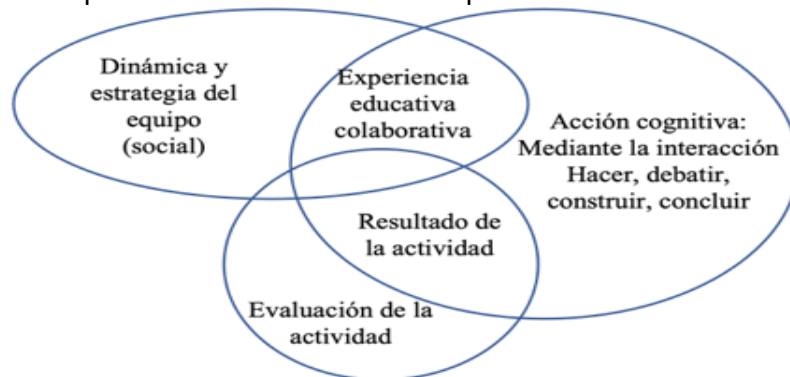 Dinámica y
estrategia del
equipo
(social)
Experiencia
educativa
colaborativa
Acción cognitiva:
Mediante la interacción
Hacer, debatir,
construir, concluir
Resultado de
la actividad
Evaluación de la
actividad